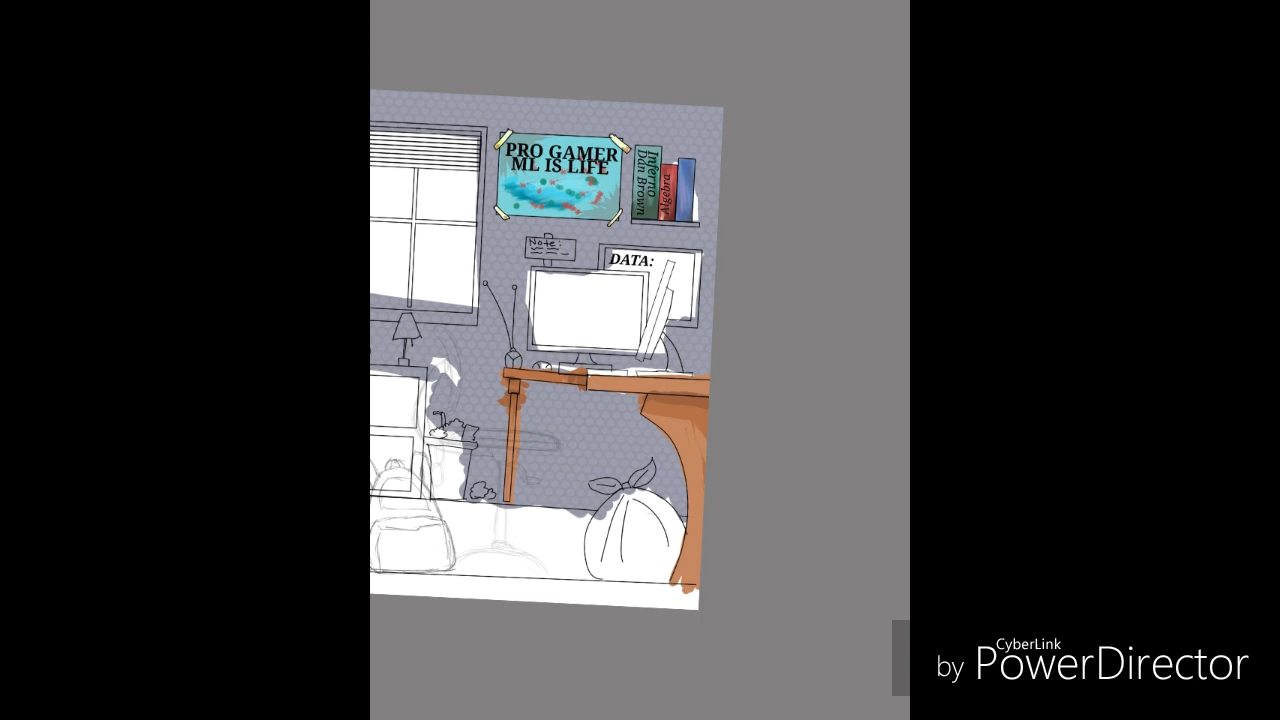 PRO GAMER
ML IS LIFE
Inferno
Dan Brown
Algebra
Note:
DATA:
CyberLink
by PowerDirector